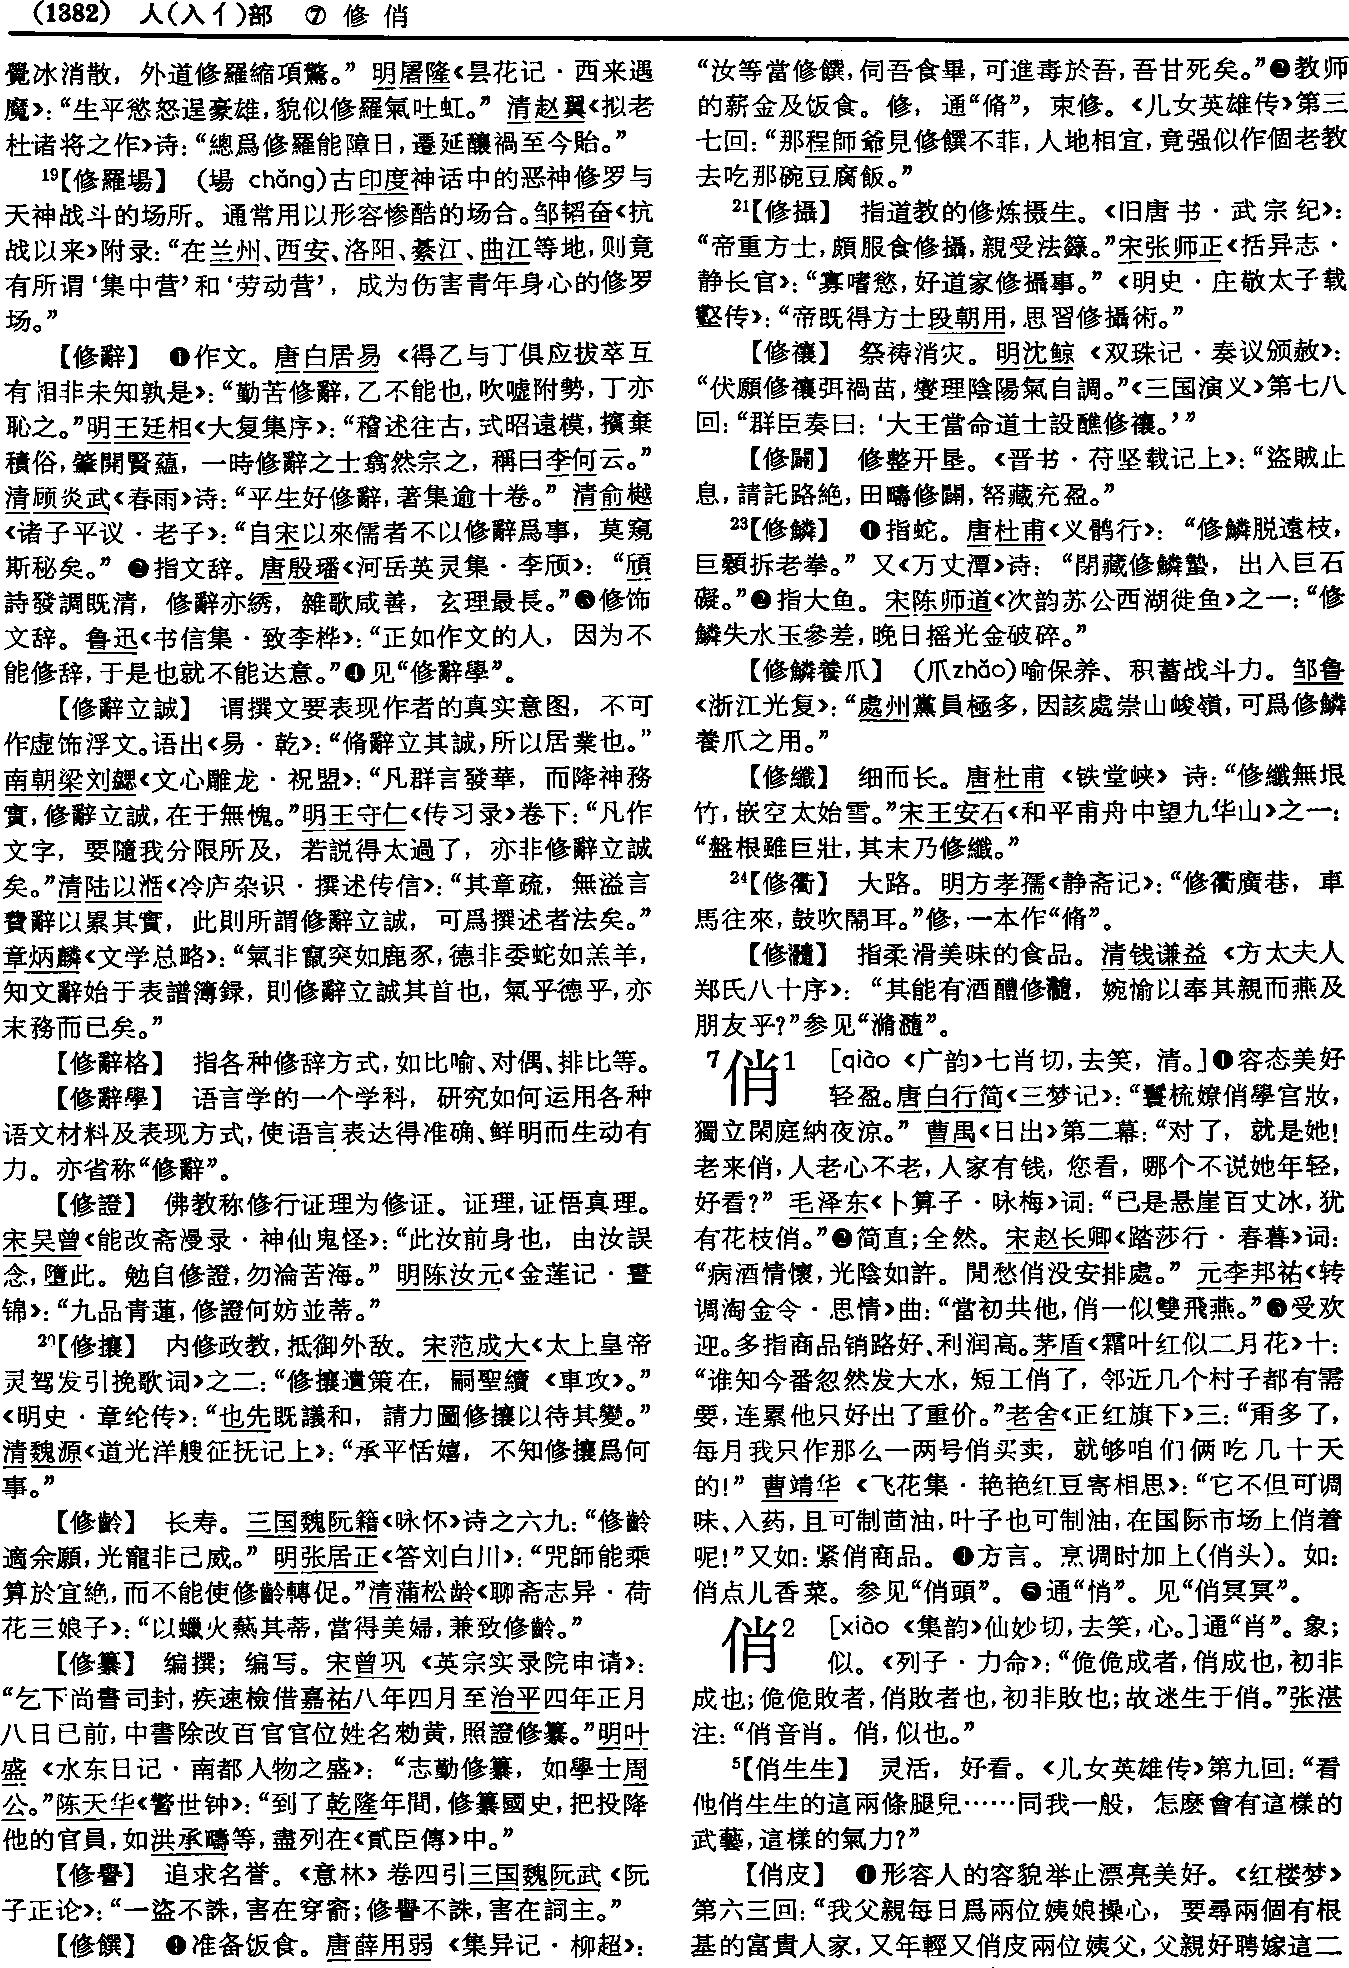 (1382) 人(入亻)部 ⑦ 修 俏
覺冰消散，外道修羅縮項驚。”明屠隆《昙花记·西来遇
魔》：“生平慾怒逞豪雄，貌似修羅氣吐虹。”清赵翼《拟老
杜诸将之作》诗：“總爲修羅能障日，遷延釀禍至今貽。”
19【修羅場】 (場 chǎng)古印度神话中的恶神修罗与
天神战斗的场所。通常用以形容惨酷的场合。邹韬奋《抗
战以来》附录：“在兰州、西安、洛阳、綦江、曲江等地，则竟
有所谓‘集中营’和‘劳动营’，成为伤害青年身心的修罗
场。”
【修辭】 ❶作文。唐白居易《得乙与丁俱应拔萃互
有相非未知孰是》：“勤苦修辭，乙不能也，吹嘘附勢，丁亦
恥之。”明王廷相《大复集序》：“稽述往古，式昭遠模，擯棄
積俗，肇開賢蘊，一時修辭之士翕然宗之，稱曰李何云。”
清顾炎武《春雨》诗：“平生好修辭，著集逾十卷。”清俞樾
《诸子平议·老子》：“自宋以來儒者不以修辭爲事，莫窺
斯秘矣。”❷指文辞。唐殷璠《河岳英灵集·李颀》：“頎
詩發調既清，修辭亦綉，雜歌咸善，玄理最長。”❸修饰
文辞。鲁迅《书信集·致李桦》：“正如作文的人，因为不
能修辞，于是也就不能达意。”❹见“修辭學”。
【修辭立誠】 谓撰文要表现作者的真实意图，不可
作虚饰浮文。语出《易·乾》：“脩辭立其誠，所以居業也。”
南朝梁刘勰《文心雕龙·祝盟》：“凡群言發華，而降神務
實，修辭立誠，在于無愧。”明王守仁《传习录》卷下：“凡作
文字，要隨我分限所及，若説得太過了，亦非修辭立誠
矣。”清陆以湉《冷庐杂识·撰述传信》：“其章疏，無溢言
費辭以累其實，此則所謂修辭立誠，可爲撰述者法矣。”
章炳麟《文学总略》：“氣非竄突如鹿豕，德非委蛇如羔羊，
知文辭始于表譜簿録，則修辭立誠其首也，氣乎德乎，亦
末務而已矣。”
【修辭格】 指各种修辞方式，如比喻、对偶、排比等。
【修辭學】 语言学的一个学科，研究如何运用各种
语文材料及表现方式，使语言表达得准确、鲜明而生动有
力。亦省称“修辭”。
【修證】 佛教称修行证理为修证。证理，证悟真理。
宋吴曾《能改斋漫录·神仙鬼怪》：“此汝前身也，由汝誤
念，墮此。勉自修證，勿淪苦海。”明陈汝元《金莲记·𧫴
锦》：“九品青蓮，修證何妨並蒂。”
20【修攘】 内修政教，抵御外敌。宋范成大《太上皇帝
灵驾发引挽歌词》之二：“修攘遺策在，嗣聖續《車攻》。”
《明史·章纶传》：“也先既議和，請力圖修攘以待其變。”
清魏源《道光洋艘征抚记上》：“承平恬嬉，不知修攘爲何
事。”
【修齡】 长寿。三国魏阮籍《咏怀》诗之六九：“修齡
適余願，光寵非己威。”明张居正《答刘白川》：“咒師能乘
算於宜絶，而不能使修齡轉促。”清蒲松龄《聊斋志异·荷
花三娘子》：“以蠟火爇其蒂，當得美婦，兼致修齡。”
【修纂】 编撰；编写。宋曾巩《英宗实录院申请》：
“乞下尚書司封，疾速檢借嘉祐八年四月至治平四年正月
八日已前，中書除改百官官位姓名勑黄，照證修纂。”明叶
盛《水东日记·南都人物之盛》：“志勤修纂，如學士周
公。”陈天华《警世钟》：“到了乾隆年間，修纂國史，把投降
他的官員，如洪承疇等，盡列在《貳臣傳》中。”
【修譽】 追求名誉。《意林》卷四引三国魏阮武《阮
子正论》：“一盜不誅，害在穿窬；修譽不誅，害在詞主。”
【修饌】 ❶准备饭食。唐薛用弱《集异记·柳超》：
“汝等當修饌，伺吾食畢，可進毒於吾，吾甘死矣。”❷教师
的薪金及饭食。修，通“脩”，束修。《儿女英雄传》第三
七回：“那程師爺見修饌不菲，人地相宜，竟强似作個老教
去吃那碗豆腐飯。”
21【修攝】 指道教的修炼摄生。《旧唐书·武宗纪》：
“帝重方士，頗服食修攝，親受法籙。”宋张师正《括异志·
静长官》：“寡嗜慾，好道家修攝事。”《明史·庄敬太子载
壑传》：“帝既得方士段朝用，思習修攝術。”
【修禳】 祭祷消灾。明沈鲸《双珠记·奏议颁赦》：
“伏願修禳弭禍苗，燮理陰陽氣自調。”《三国演义》第七八
回：“群臣奏曰：‘大王當命道士設醮修禳。’”
【修闢】 修整开垦。《晋书·苻坚载记上》：“盜賊止
息，請託路絶，田疇修闢，帑藏充盈。”
23【修鱗】 ❶指蛇。唐杜甫《义鹘行》：“修鱗脱遠枝，
巨顙拆老拳。”又《万丈潭》诗：“閉藏修鱗蟄，出入巨石
礙。”❷指大鱼。宋陈师道《次韵苏公西湖徙鱼》之一：“修
鱗失水玉參差，晚日摇光金破碎。”
【修鱗養爪】 (爪zhǎo)喻保养、积蓄战斗力。邹鲁
《浙江光复》：“處州黨員極多，因該處崇山峻嶺，可爲修鱗
養爪之用。”
【修纖】 细而长。唐杜甫《铁堂峡》诗：“修纖無垠
竹，嵌空太始雪。”宋王安石《和平甫舟中望九华山》之一：
“盤根雖巨壯，其末乃修纖。”
24【修衢】 大路。明方孝孺《静斋记》：“修衢廣巷，車
馬往來，鼓吹鬧耳。”修，一本作“脩”。
【修瀡】 指柔滑美味的食品。清钱谦益《方太夫人
郑氏八十序》：“其能有酒醴修瀡，婉愉以奉其親而燕及
朋友乎？”参见“滫瀡”。
7 俏1 [qiào《广韵》七肖切，去笑，清。]❶容态美好
轻盈。唐白行简《三梦记》：“鬟梳嫽俏學宫妝，
獨立閑庭納夜涼。”曹禺《日出》第二幕：“对了，就是她！
老来俏，人老心不老，人家有钱，您看，哪个不说她年轻，
好看？”毛泽东《卜算子·咏梅》词：“已是悬崖百丈冰，犹
有花枝俏。”❷简直；全然。宋赵长卿《踏莎行·春暮》词：
“病酒情懷，光陰如許。閒愁俏没安排處。”元李邦祐《转
调淘金令·思情》曲：“當初共他，俏一似雙飛燕。”❸受欢
迎。多指商品销路好、利润高。茅盾《霜叶红似二月花》十：
“谁知今番忽然发大水，短工俏了，邻近几个村子都有需
要，连累他只好出了重价。”老舍《正红旗下》三：“甭多了，
每月我只作那么一两号俏买卖，就够咱们俩吃几十天
的！”曹靖华《飞花集·艳艳红豆寄相思》：“它不但可调
味、入药，且可制茴油，叶子也可制油，在国际市场上俏着
呢！”又如：紧俏商品。❹方言。烹调时加上(俏头)。如：
俏点儿香菜。参见“俏頭”。❺通“悄”。见“俏冥冥”。
俏2 [xiào《集韵》仙妙切，去笑，心。]通“肖”。象；
似。《列子·力命》：“佹佹成者，俏成也，初非
成也；佹佹敗者，俏敗者也，初非敗也；故迷生于俏。”张湛
注：“俏音肖。俏，似也。”
5【俏生生】 灵活，好看。《儿女英雄传》第九回：“看
他俏生生的這兩條腿兒……同我一般，怎麽會有這樣的
武藝，這樣的氣力？”
【俏皮】 ❶形容人的容貌举止漂亮美好。《红楼梦》
第六三回：“我父親每日爲兩位姨娘操心，要尋兩個有根
基的富貴人家，又年輕又俏皮兩位姨父，父親好聘嫁這二